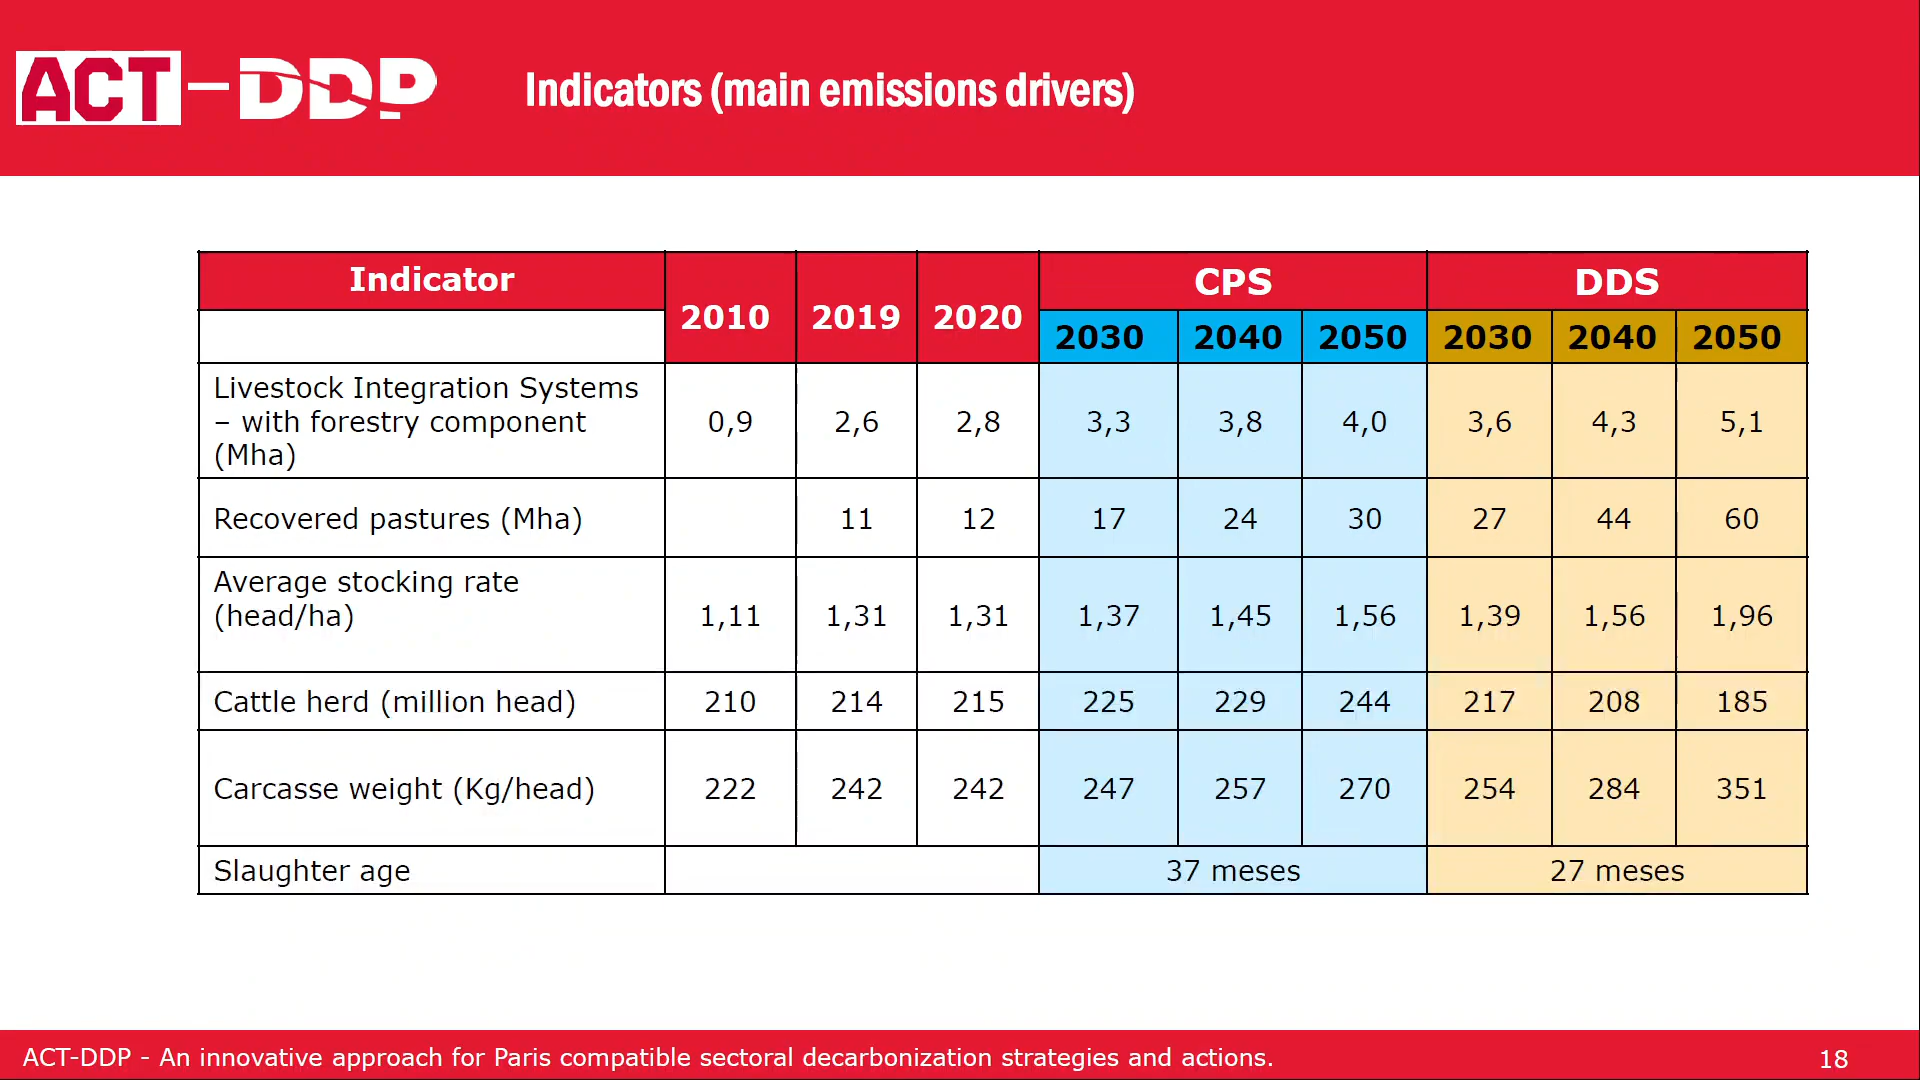 ACT-DDP
Indicators (main emissions drivers)
Indicator 2010 2019 2020 CPS DDS
2030 2040 2050 2030 2040 2050
Livestock Integration Systems
– with forestry component
(Mha)
0,9 2,6 2,8 3,3 3,8 4,0 3,6 4,3 5,1
Recovered pastures (Mha) 11 12 17 24 30 27 44 60
Average stocking rate
(head/ha) 1,11 1,31 1,31 1,37 1,45 1,56 1,39 1,56 1,96
Cattle herd (million head) 210 214 215 225 229 244 217 208 185
Carcasse weight (Kg/head) 222 242 242 247 257 270 254 284 351
Slaughter age 37 meses 27 meses
ACT-DDP - An innovative approach for Paris compatible sectoral decarbonization strategies and actions.
18